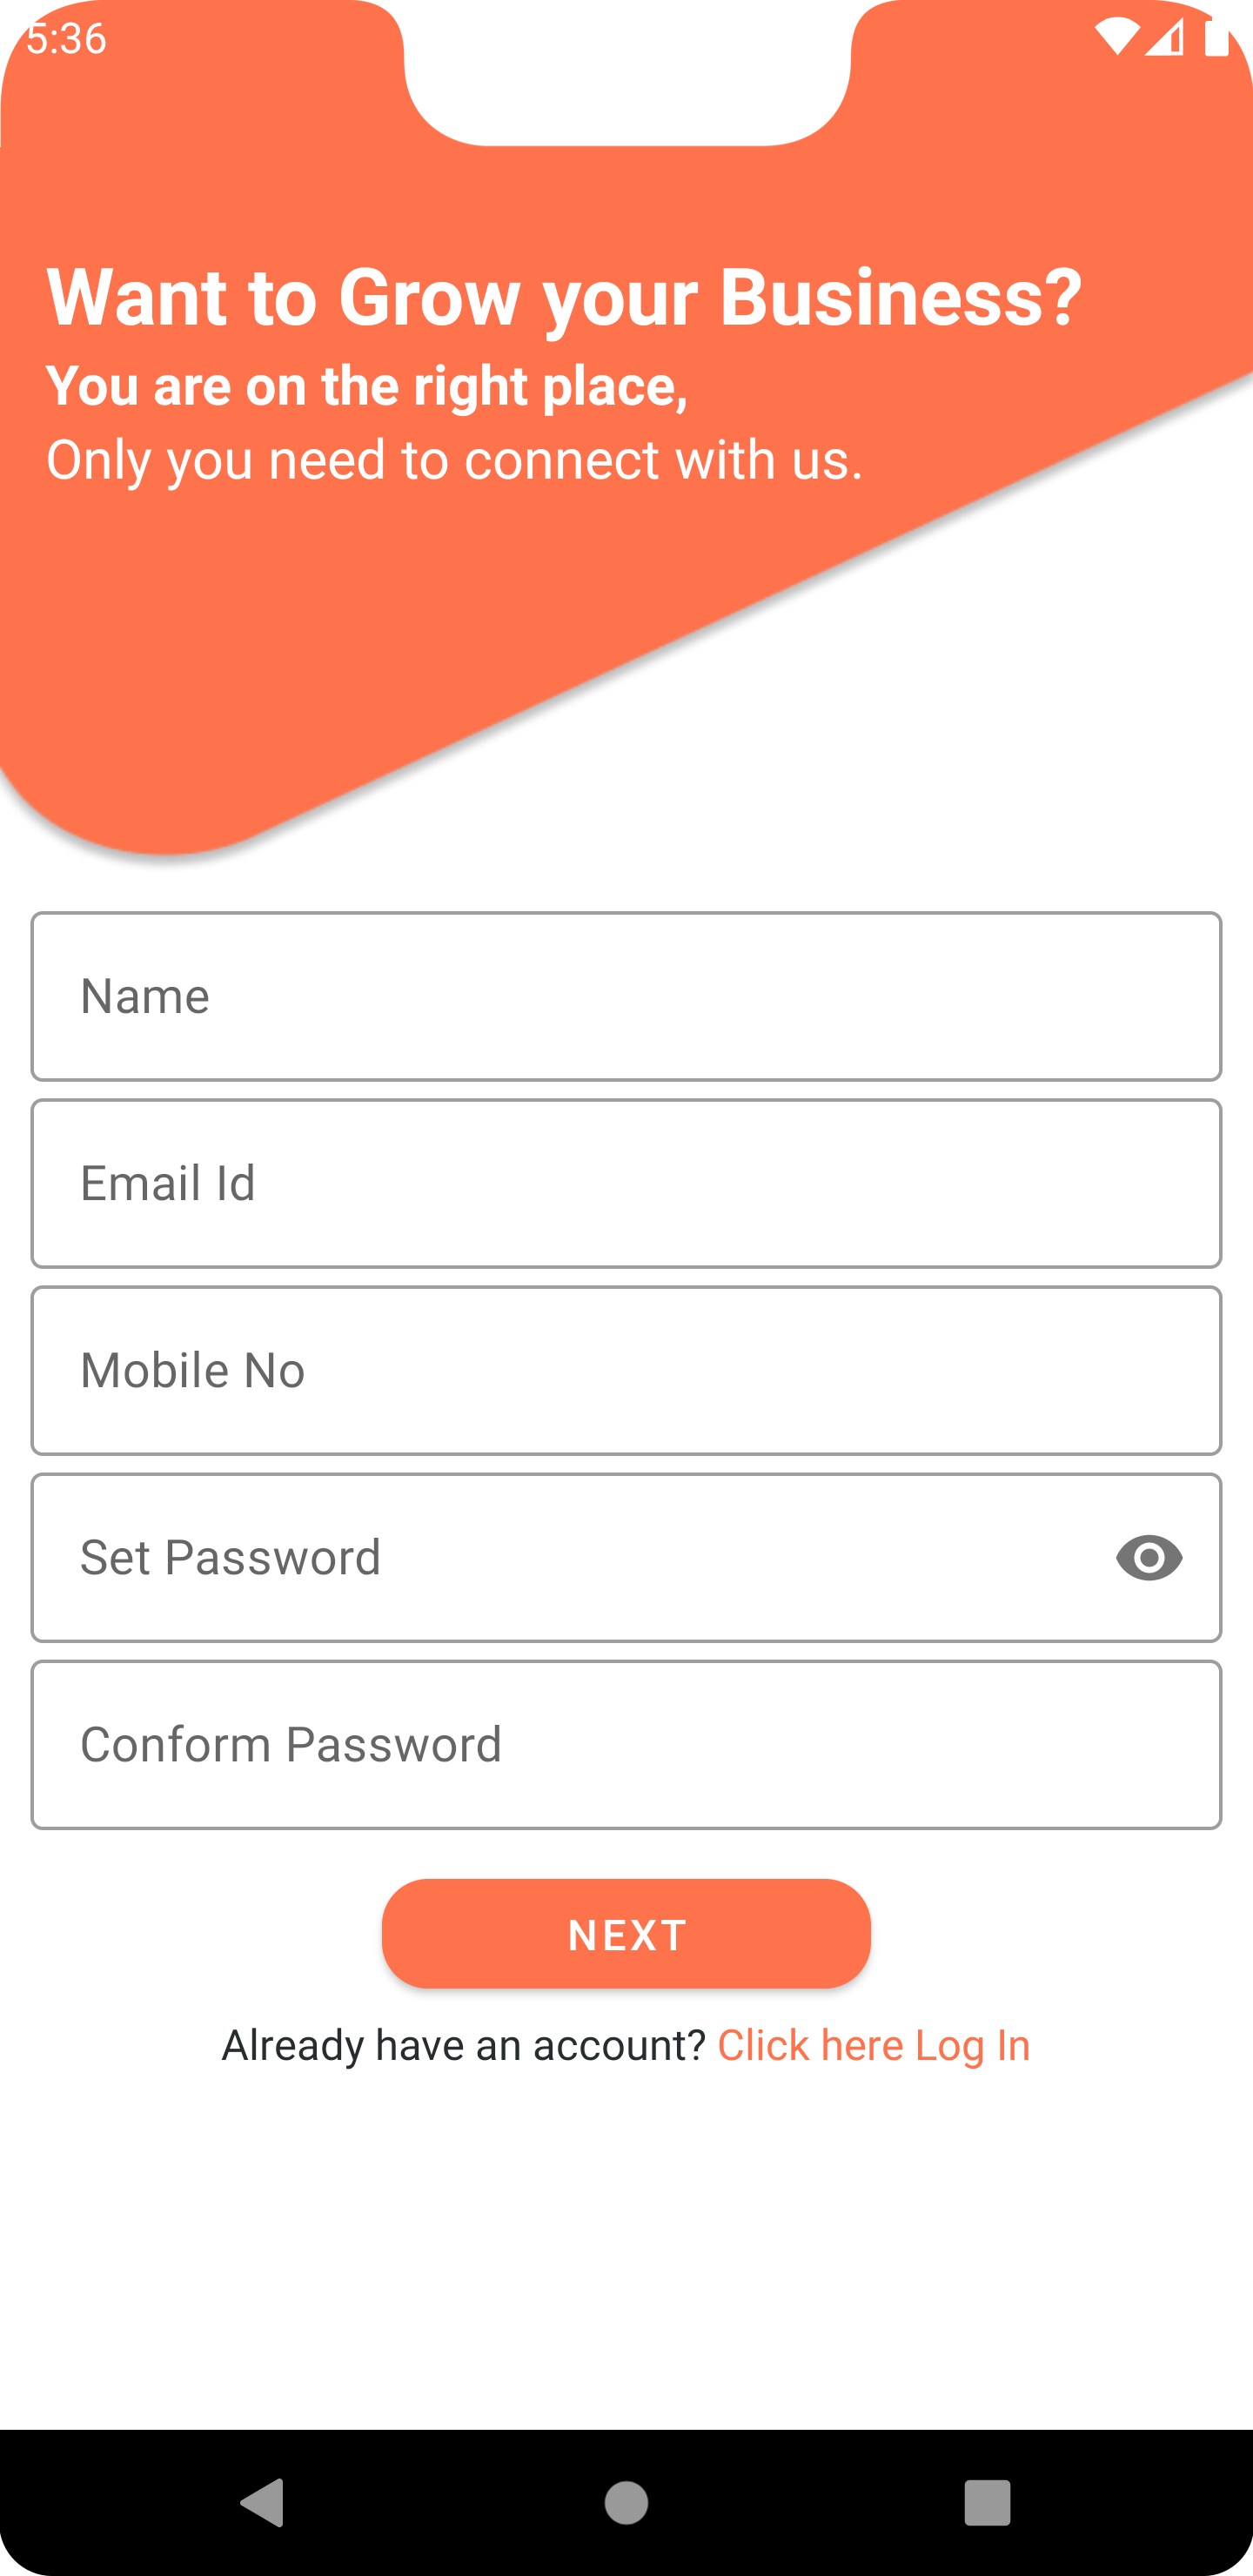 5:36
Want to Grow your Business?
You are on the right place,
Only you need to connect with us.
Name
Email Id
Mobile No
Set Password
Conform Password
NEXT
Already have an account? Click here Log In